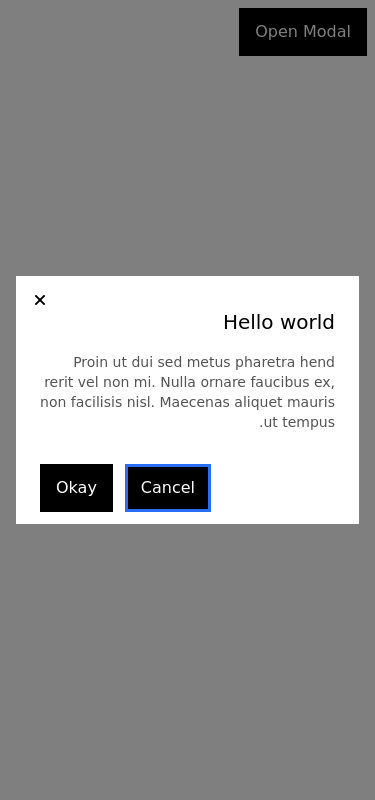 Open Modal
Hello world
Proin ut dui sed metus pharetra hend
rerit vel non mi. Nulla ornare faucibus ex,
non facilisis nisl. Maecenas aliquet mauris
.ut tempus
Okay
Cancel